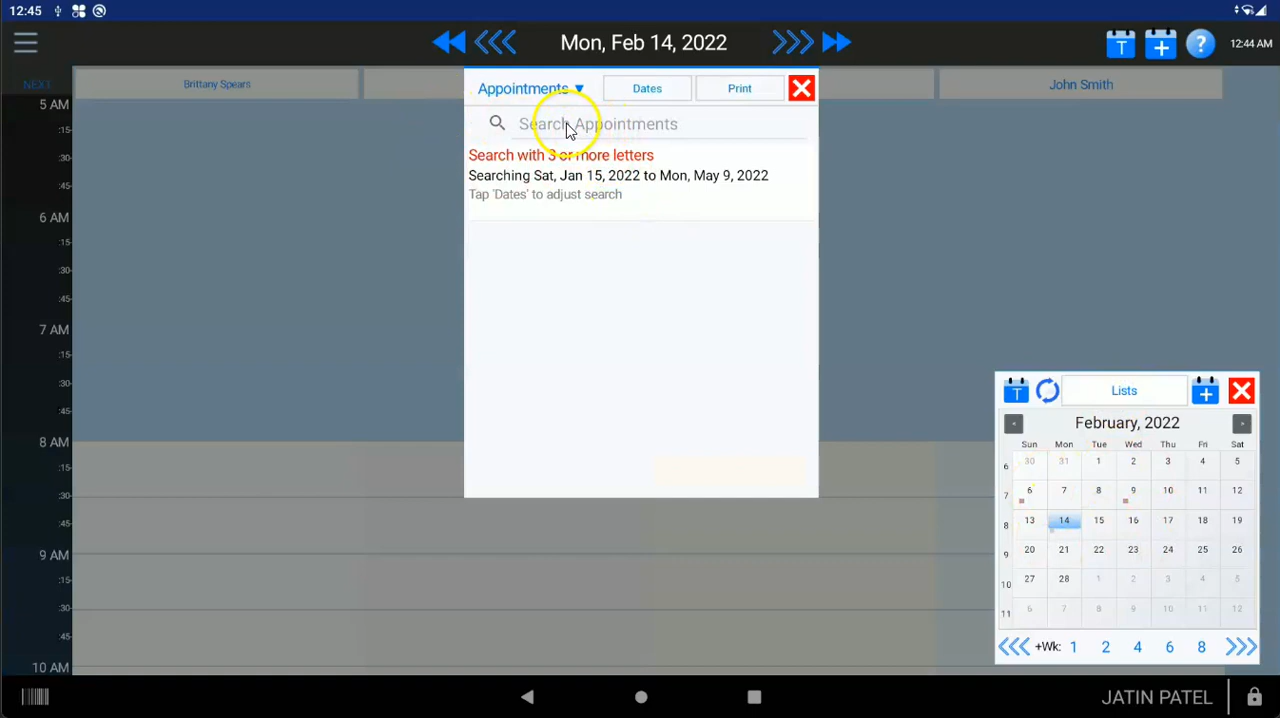 12:45
Mon, Feb 14, 2022
T + ? 12:44 AM
NEXT Brittany Spears John Smith
Appointments ▼ Dates Print X
Search Appointments
Search with 3 or more letters
Searching Sat, Jan 15, 2022 to Mon, May 9, 2022
Tap 'Dates' to adjust search
5 AM
:15
:30
:45
6 AM
:15
:30
:45
7 AM
:15
:30
:45
8 AM
:15
:30
:45
9 AM
:15
:30
:45
10 AM
T Lists + X
February, 2022
Sun Mon Tue Wed Thu Fri Sat
6 30 31 1 2 3 4 5
7 6 7 8 9 10 11 12
8 13 14 15 16 17 18 19
9 20 21 22 23 24 25 26
10 27 28 1 2 3 4 5
11 6 7 8 9 10 11 12
+Wk: 1 2 4 6 8
JATIN PATEL